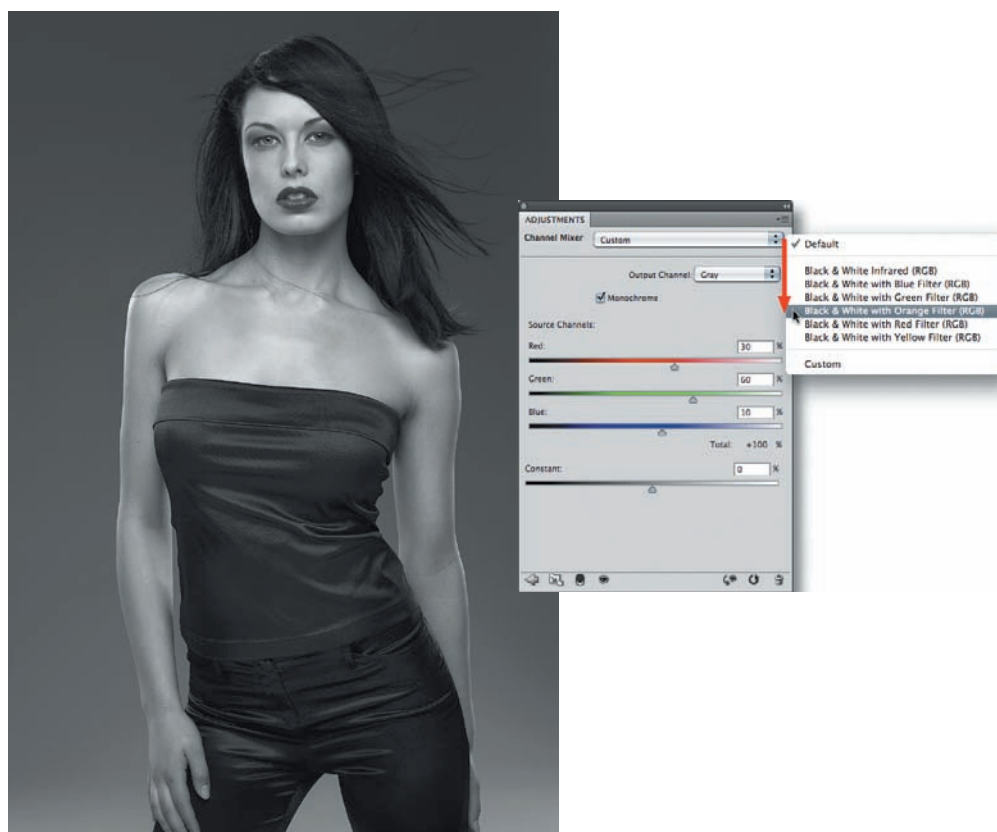 ADJUSTMENTS
Channel Mixer Custom
Output Channel: Gray
Monochrome
Source Channels:
Red: 30 %
Green: 60 %
Blue: 10 %
Total: +100 %
Constant: 0 %
✓ Default
Black & White Infrared (RGB)
Black & White with Blue Filter (RGB)
Black & White with Green Filter (RGB)
Black & White with Orange Filter (RGB)
Black & White with Red Filter (RGB)
Black & White with Yellow Filter (RGB)
Custom